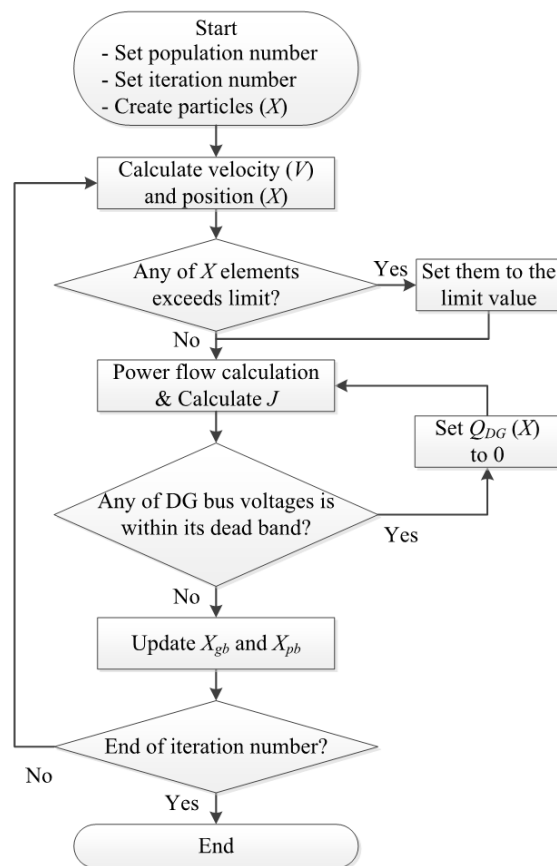 Start
- Set population number
- Set iteration number
- Create particles (X)
Calculate velocity (V)
and position (X)
Any of X elements
exceeds limit?
Yes
Set them to the
limit value
No
Power flow calculation
& Calculate J
Set Q_DG (X)
to 0
Any of DG bus voltages is
within its dead band?
Yes
No
Update X_gb and X_pb
End of iteration number?
No
Yes
End